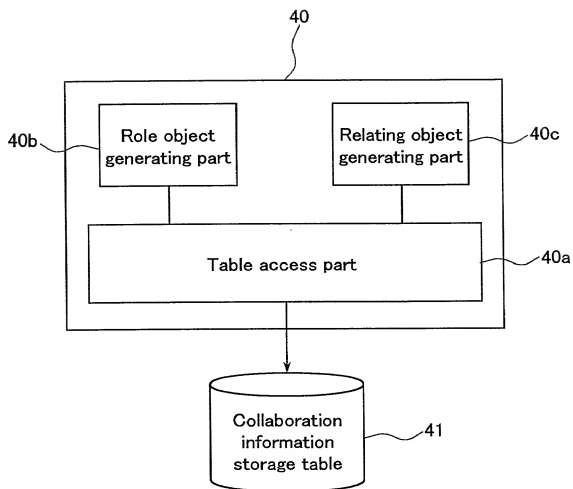 40
40b
Role object
generating part
Relating object
generating part
40c
Table access part
40a
Collaboration
information
storage table
41